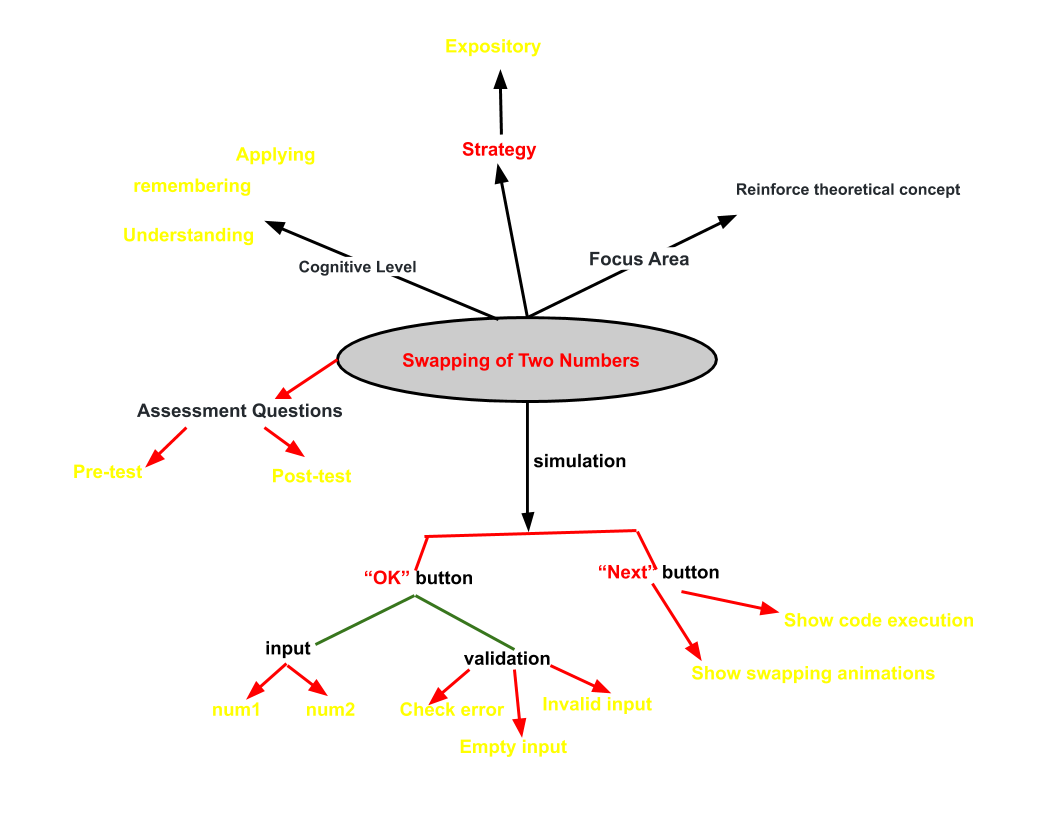 Expository
Strategy
Applying
remembering
Understanding
Reinforce theoretical concept
Focus Area
Cognitive Level
Swapping of Two Numbers
Assessment Questions
Pre-test
Post-test
simulation
“OK” button
“Next” button
Show code execution
input
validation
Show swapping animations
num1
num2
Check error
Invalid input
Empty input